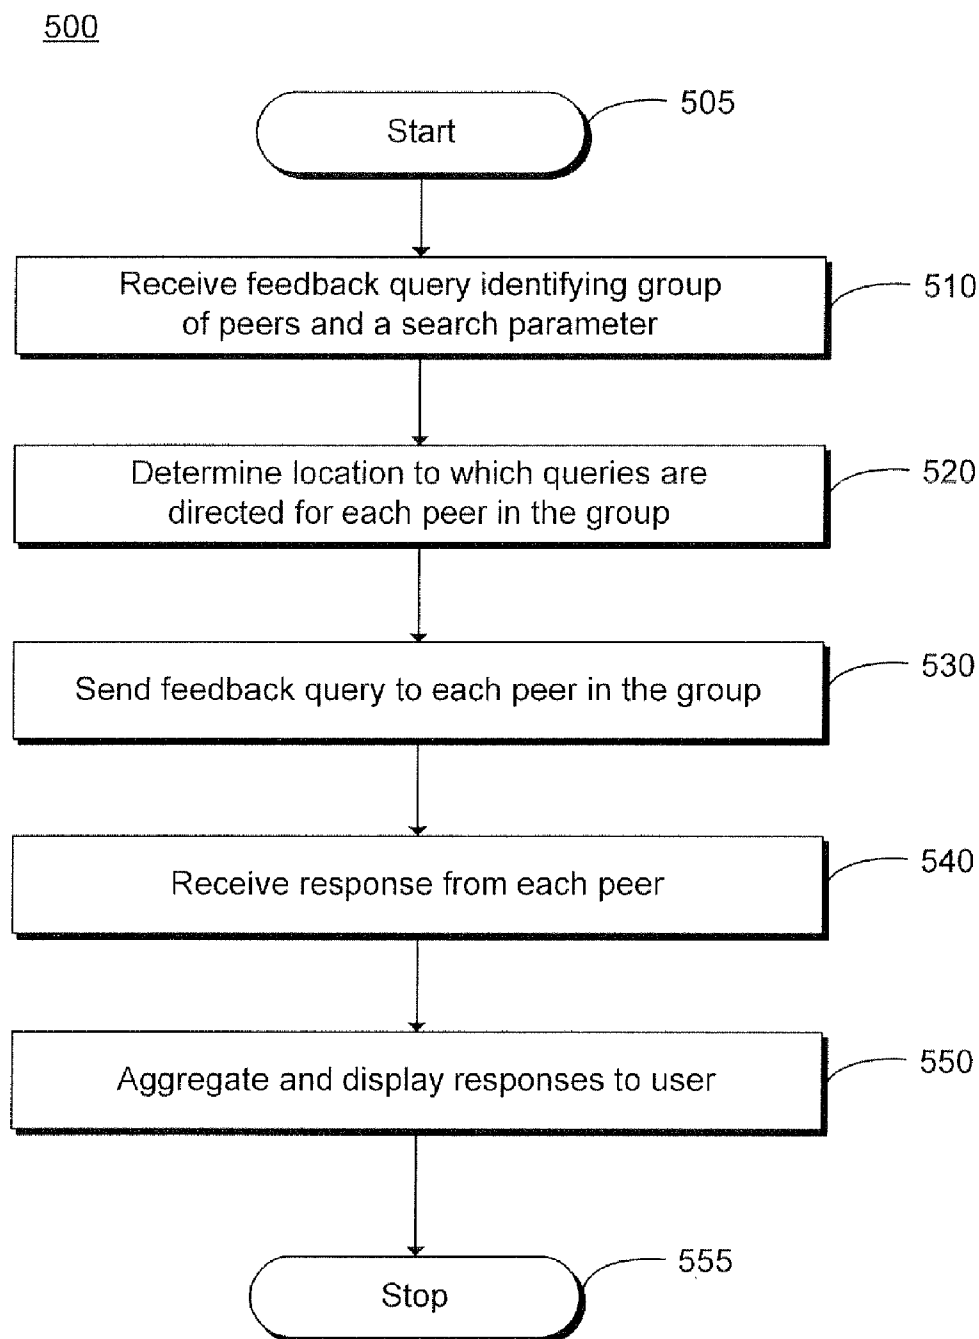 500
Start
505
Receive feedback query identifying group
of peers and a search parameter
510
Determine location to which queries are
directed for each peer in the group
520
Send feedback query to each peer in the group
530
Receive response from each peer
540
Aggregate and display responses to user
550
Stop
555